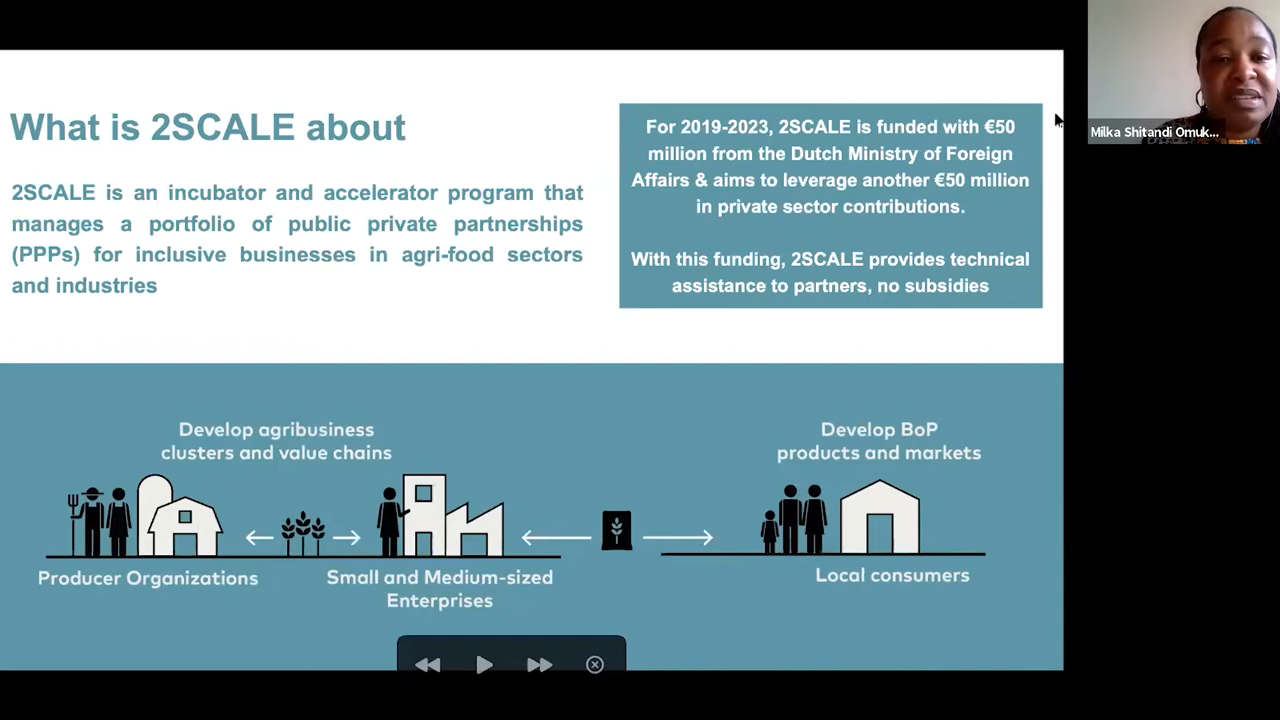 What is 2SCALE about
2SCALE is an incubator and accelerator program that
manages a portfolio of public private partnerships
(PPPs) for inclusive businesses in agri-food sectors
and industries
For 2019-2023, 2SCALE is funded with €50
million from the Dutch Ministry of Foreign
Affairs & aims to leverage another €50 million
in private sector contributions.
With this funding, 2SCALE provides technical
assistance to partners, no subsidies
Milka Shitandi Omuk...
Develop agribusiness
clusters and value chains
Develop BoP
products and markets
Producer Organizations
Small and Medium-sized
Enterprises
Local consumers